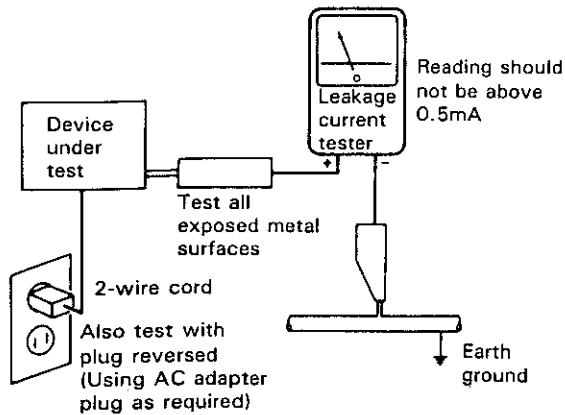 Device
under
test
Leakage
current
tester
+ -
Reading should
not be above
0.5mA
Test all
exposed metal
surfaces
2-wire cord
Also test with
plug reversed
(Using AC adapter
plug as required)
Earth
ground